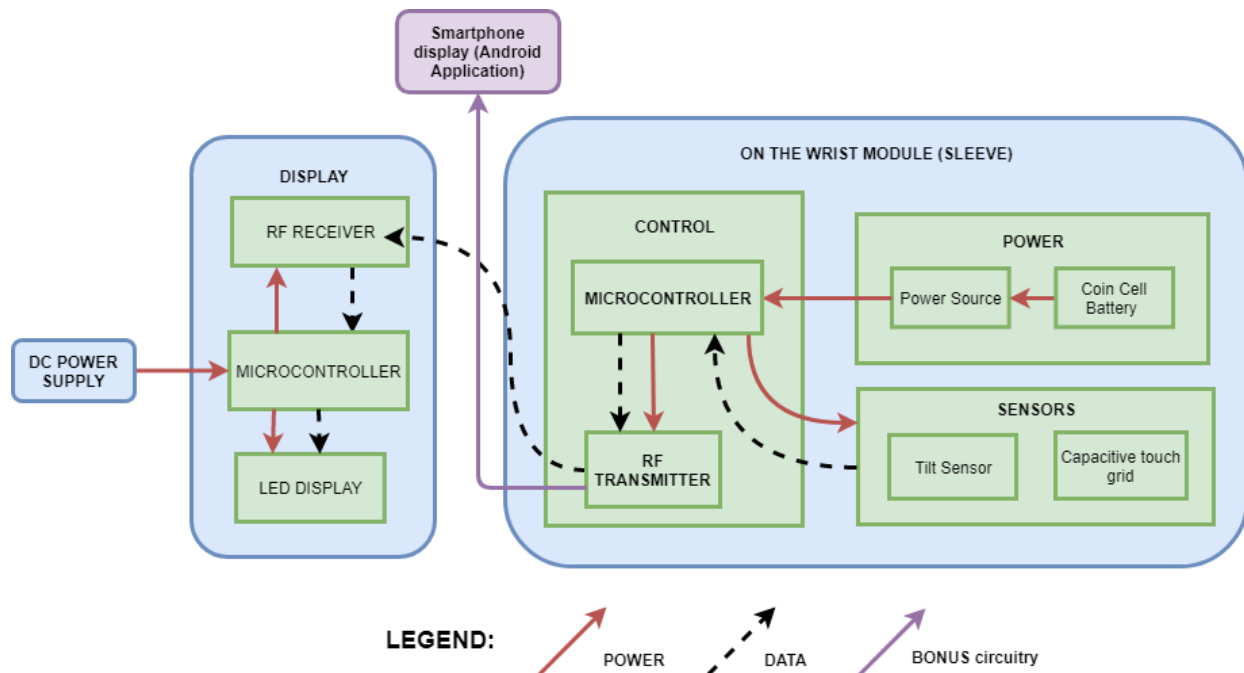 Smartphone
display (Android
Application)
DISPLAY
RF RECEIVER
MICROCONTROLLER
LED DISPLAY
DC POWER
SUPPLY
ON THE WRIST MODULE (SLEEVE)
CONTROL
MICROCONTROLLER
RF
TRANSMITTER
POWER
Power Source
Coin Cell
Battery
SENSORS
Tilt Sensor
Capacitive touch
grid
LEGEND:
POWER
DATA
BONUS circuitry